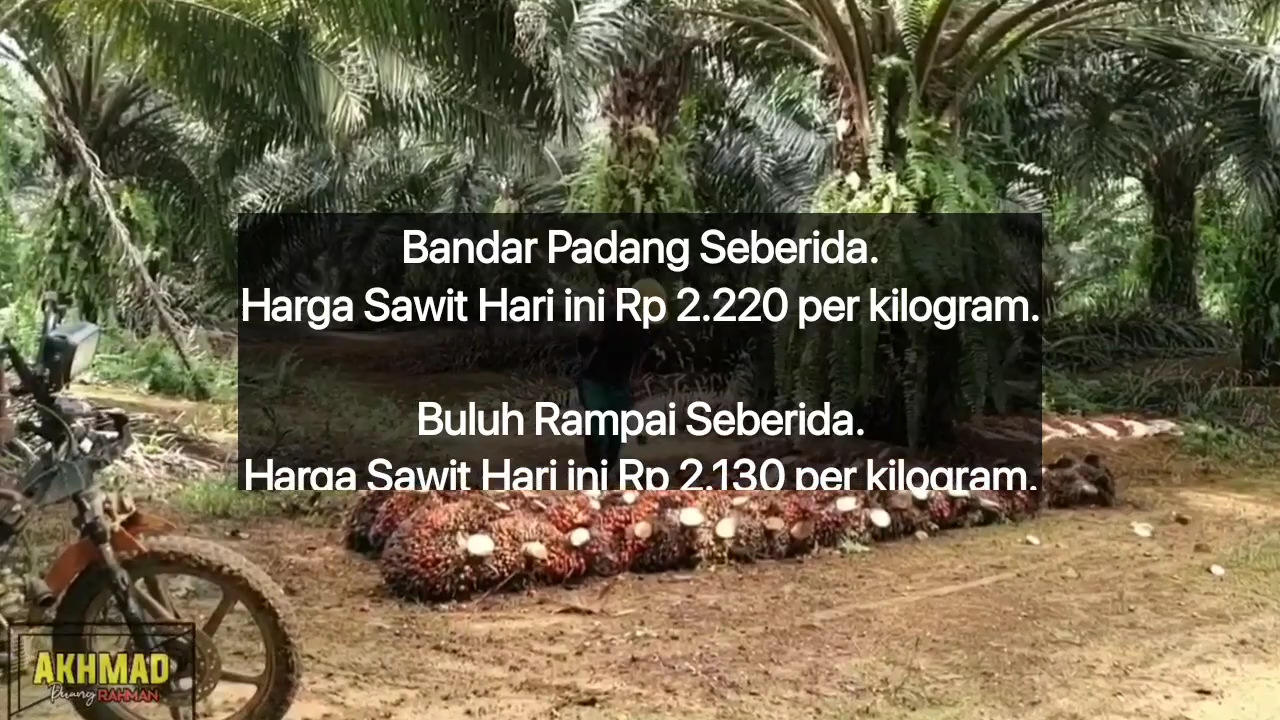 Bandar Padang Seberida.
Harga Sawit Hari ini Rp 2.220 per kilogram.
Buluh Rampai Seberida.
Harga Sawit Hari ini Rp 2.130 per kilogram.
AKHMAD
RAHMAN